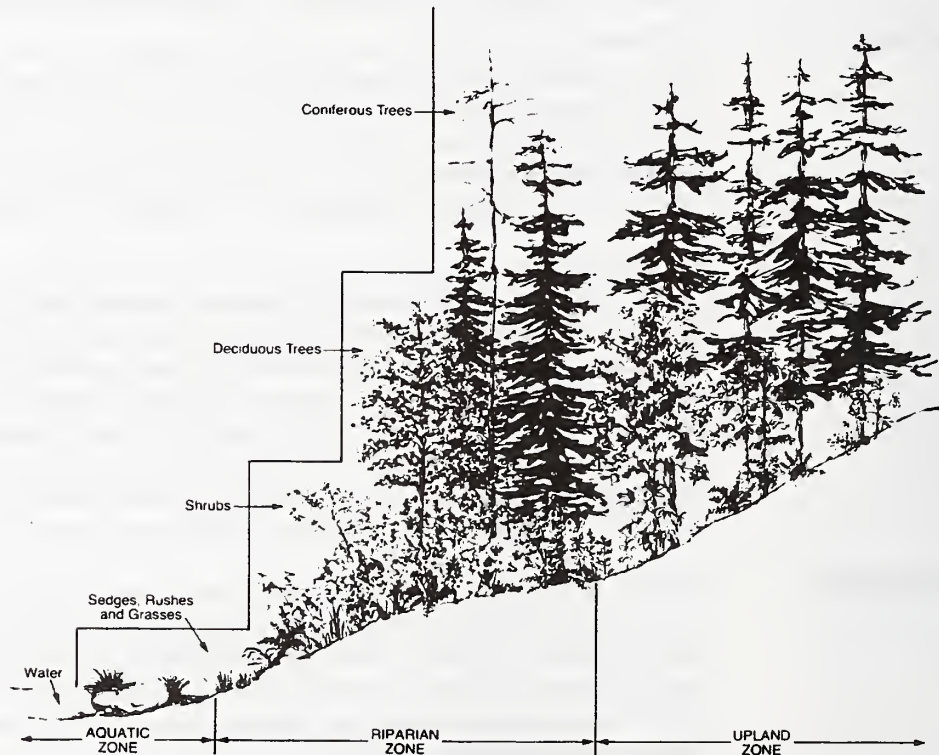 Coniferous Trees
Deciduous Trees
Shrubs
Sedges, Rushes
and Grasses
Water
AQUATIC
ZONE
RIPARIAN
ZONE
UPLAND
ZONE